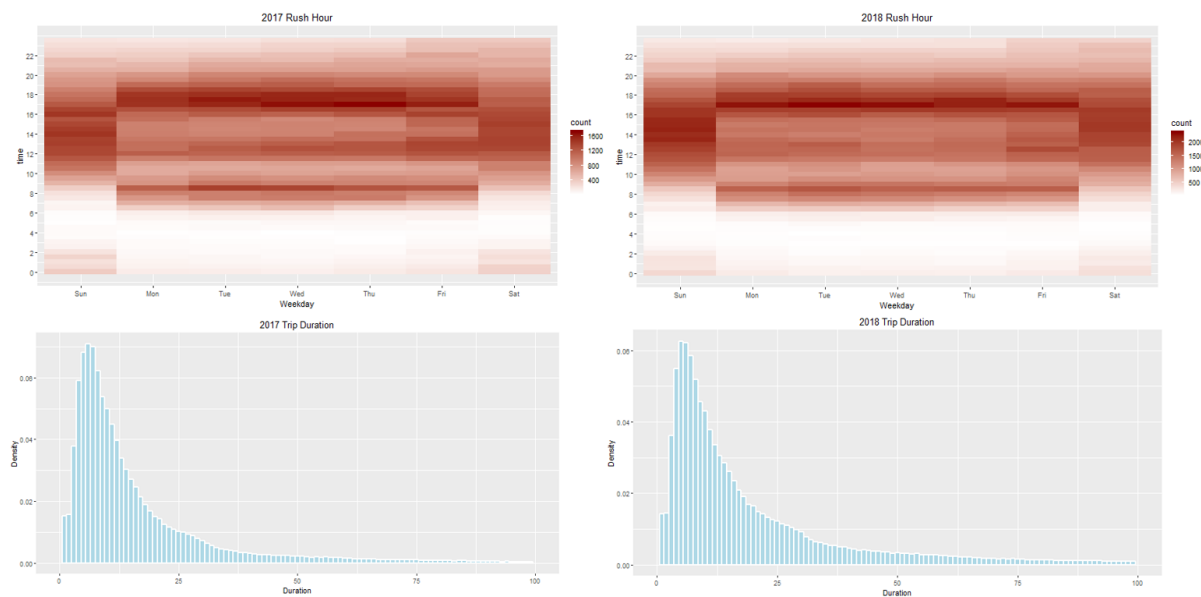 2017 Rush Hour
22
20
18
16
14
12
10
8
6
4
2
0
time
Sun Mon Tue Wed Thu Fri Sat
Weekday
count
1600
1200
800
400
2018 Rush Hour
22
20
18
16
14
12
10
8
6
4
2
0
time
Sun Mon Tue Wed Thu Fri Sat
Weekday
count
2000
1500
1000
500
2017 Trip Duration
0.06
0.04
0.02
0.00
Density
0 25 50 75 100
Duration
2018 Trip Duration
0.06
0.04
0.02
0.00
Density
0 25 50 75 100
Duration